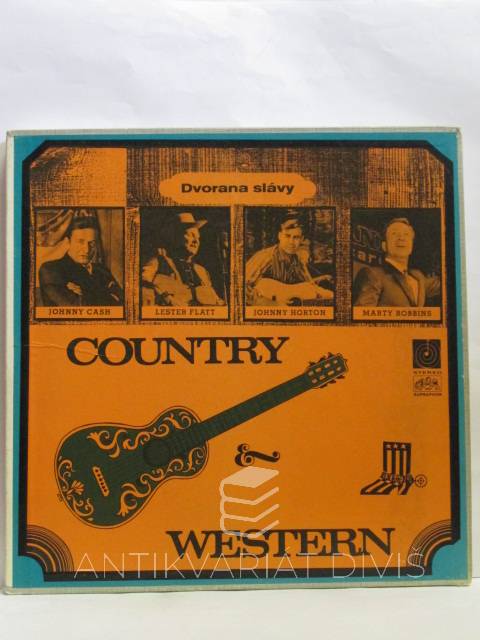 Dvorana slávy
JOHNNY CASH LESTER FLATT JOHNNY HORTON MARTY ROBBINS
COUNTRY
STEREO
SUPRAPHON
&
WESTERN
ANTIKVARIÁT DIVIŠ